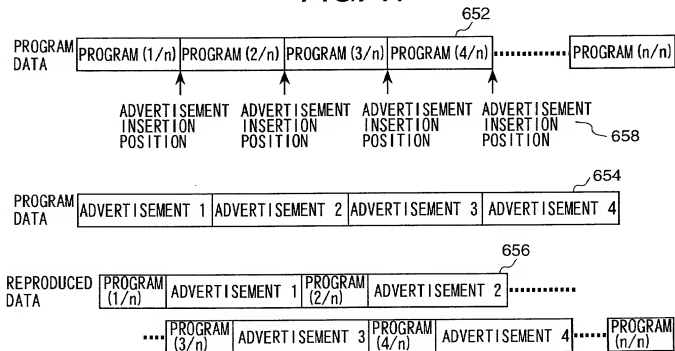 652
PROGRAM DATA PROGRAM (1/n) PROGRAM (2/n) PROGRAM (3/n) PROGRAM (4/n) PROGRAM (n/n)
ADVERTISEMENT INSERTION POSITION ADVERTISEMENT INSERTION POSITION ADVERTISEMENT INSERTION POSITION ADVERTISEMENT INSERTION POSITION
658
654
PROGRAM DATA ADVERTISEMENT 1 ADVERTISEMENT 2 ADVERTISEMENT 3 ADVERTISEMENT 4
656
REPRODUCED DATA PROGRAM (1/n) ADVERTISEMENT 1 PROGRAM (2/n) ADVERTISEMENT 2
PROGRAM (3/n) ADVERTISEMENT 3 PROGRAM (4/n) ADVERTISEMENT 4 PROGRAM (n/n)